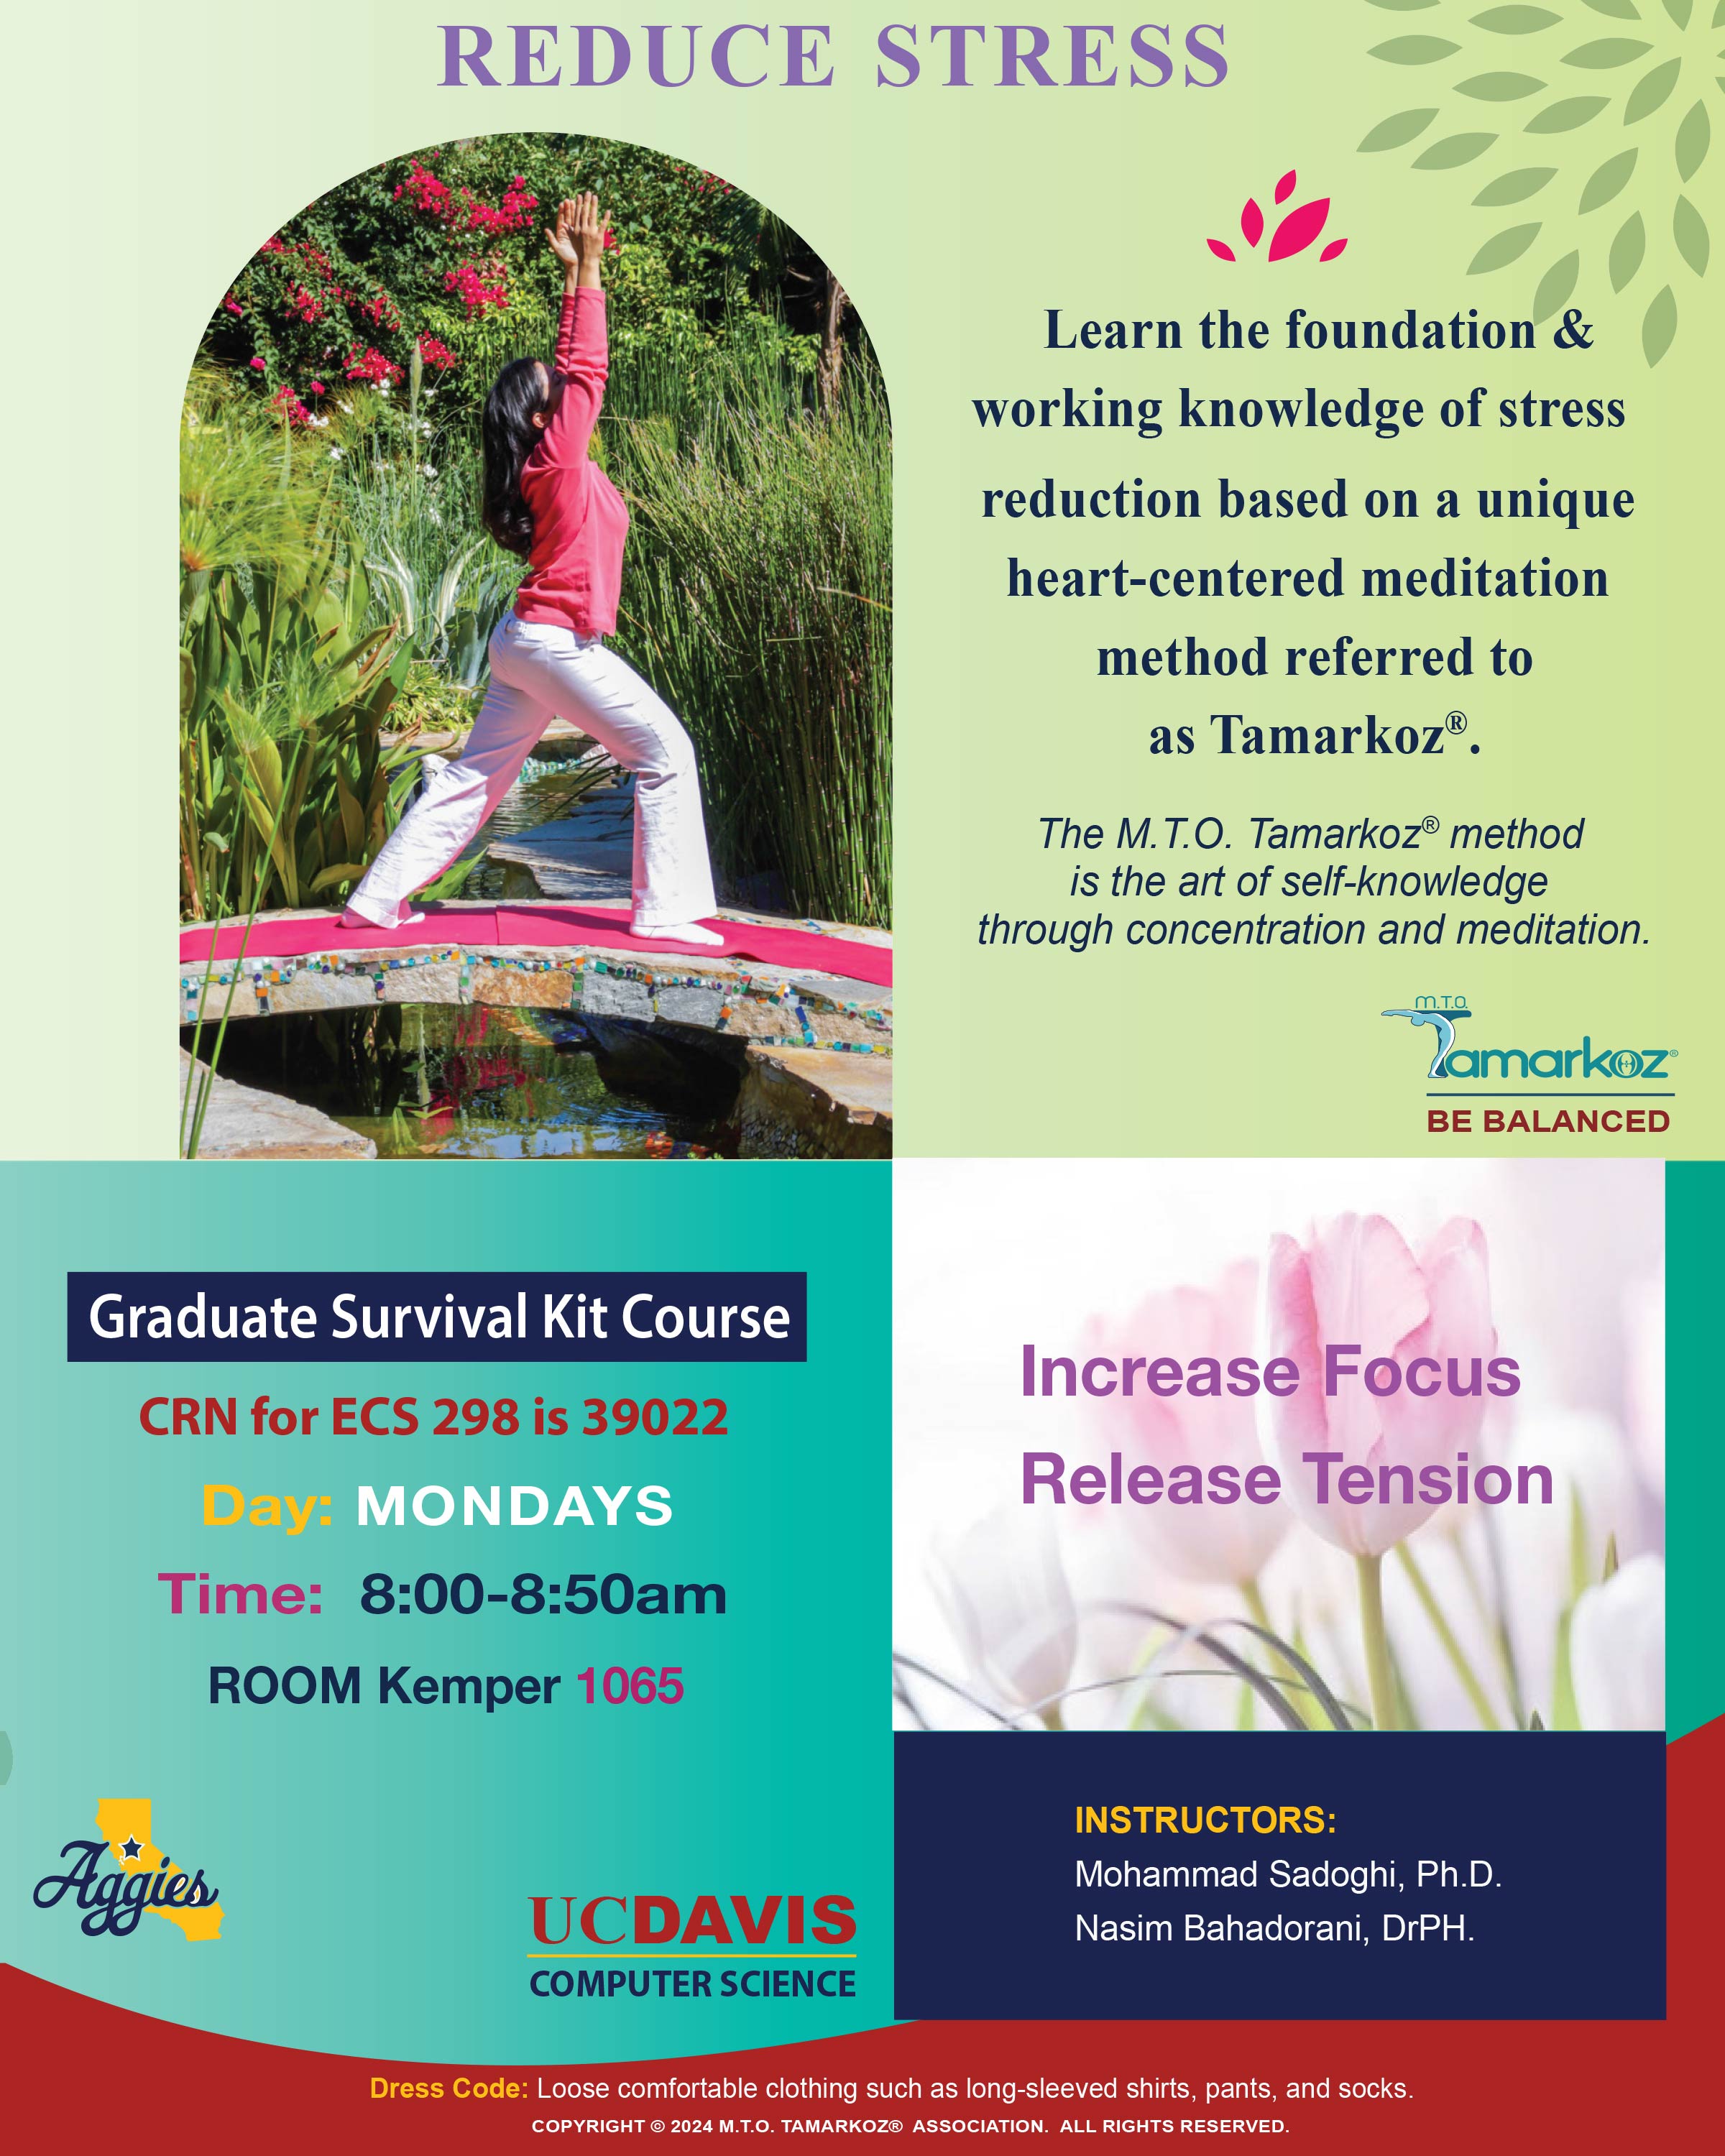 REDUCE STRESS
Learn the foundation &
working knowledge of stress
reduction based on a unique
heart-centered meditation
method referred to
as Tamarkoz®.
The M.T.O. Tamarkoz® method
is the art of self-knowledge
through concentration and meditation.
M.T.O.
Tamarkoz®
BE BALANCED
Graduate Survival Kit Course
CRN for ECS 298 is 39022
Day: MONDAYS
Time: 8:00-8:50am
ROOM Kemper 1065
Increase Focus
Release Tension
Aggies
UCDAVIS
COMPUTER SCIENCE
INSTRUCTORS:
Mohammad Sadoghi, Ph.D.
Nasim Bahadorani, DrPH.
Dress Code: Loose comfortable clothing such as long-sleeved shirts, pants, and socks.
COPYRIGHT © 2024 M.T.O. TAMARKOZ® ASSOCIATION. ALL RIGHTS RESERVED.